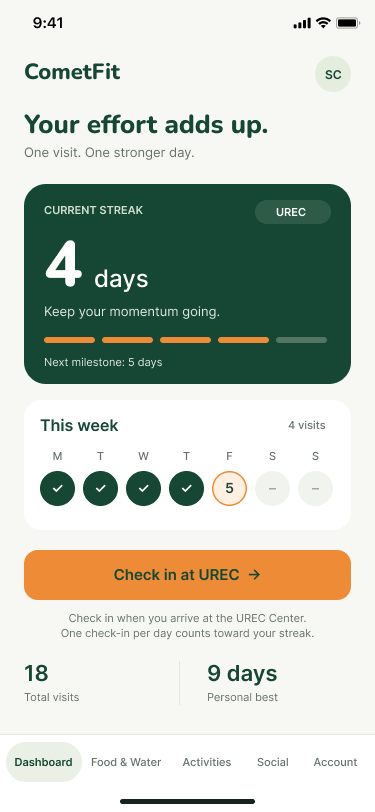 9:41
CometFit
SC
Your effort adds up.
One visit. One stronger day.
CURRENT STREAK
UREC
4 days
Keep your momentum going.
Next milestone: 5 days
This week
4 visits
M T W T F S S
✓ ✓ ✓ ✓ 5 – –
Check in at UREC →
Check in when you arrive at the UREC Center.
One check-in per day counts toward your streak.
18
Total visits
9 days
Personal best
Dashboard Food & Water Activities Social Account